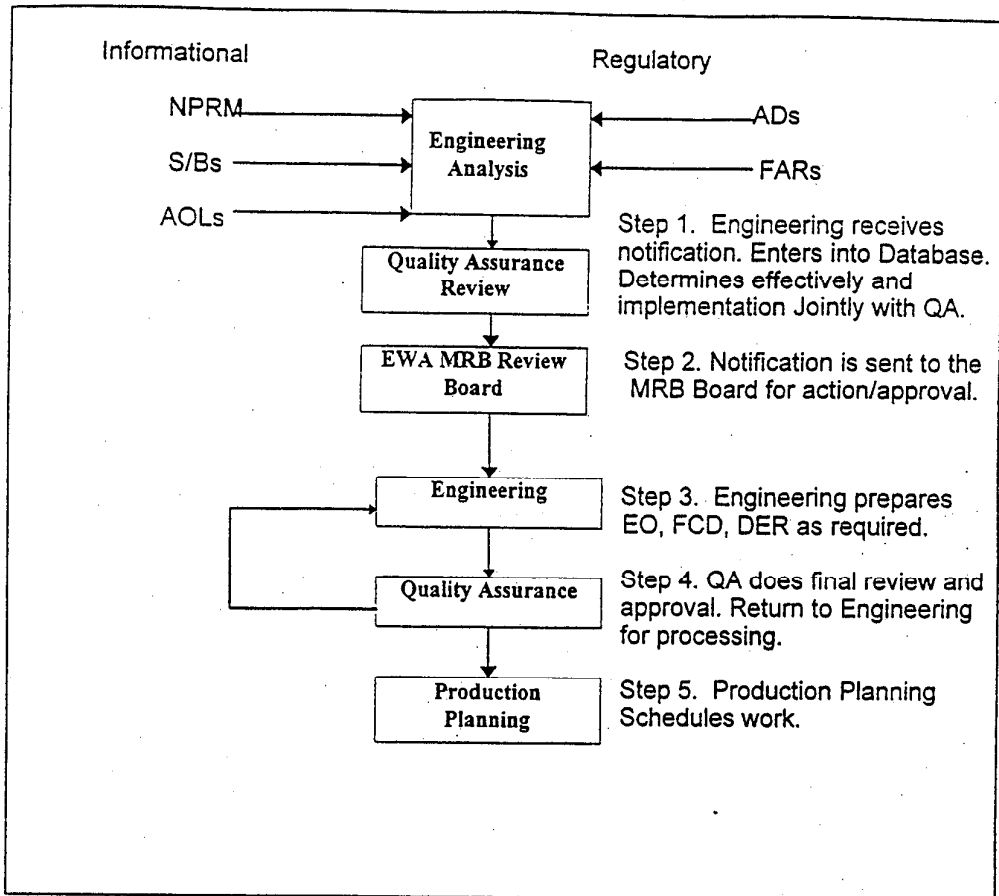 Informational
Regulatory
NPRM
S/Bs
AOLs
Engineering
Analysis
ADs
FARs
Step 1. Engineering receives
notification. Enters into Database.
Determines effectively and
implementation Jointly with QA.
Quality Assurance
Review
EWA MRB Review
Board
Step 2. Notification is sent to the
MRB Board for action/approval.
Engineering
Step 3. Engineering prepares
EO, FCD, DER as required.
Quality Assurance
Step 4. QA does final review and
approval. Return to Engineering
for processing.
Production
Planning
Step 5. Production Planning
Schedules work.